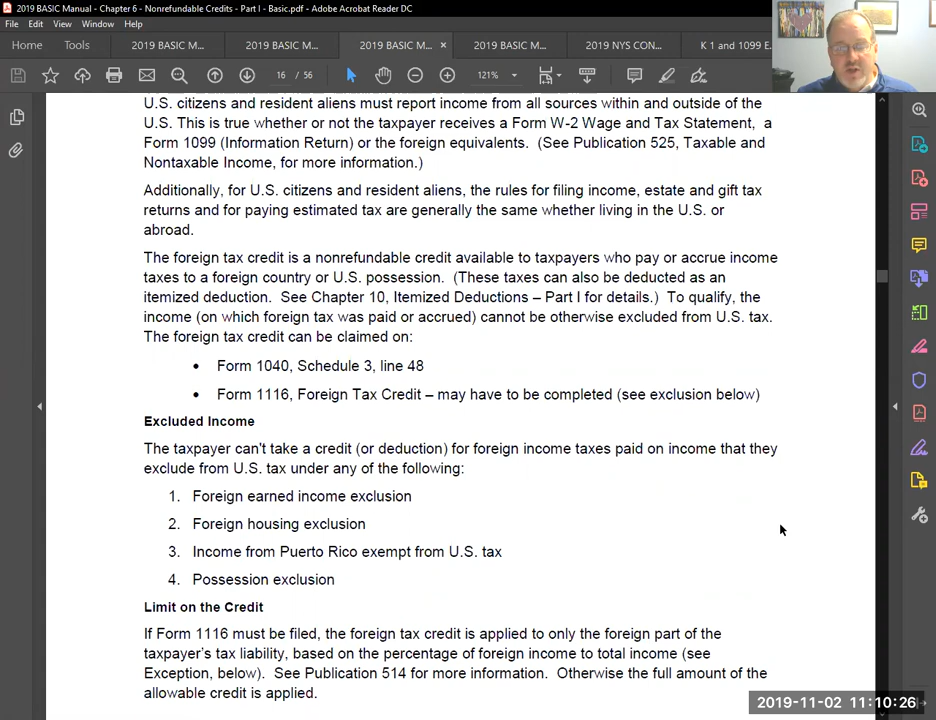 2019 BASIC Manual - Chapter 6 - Nonrefundable Credits - Part I - Basic.pdf - Adobe Acrobat Reader DC
File Edit View Window Help
Home Tools 2019 BASIC M... 2019 BASIC M... 2019 BASIC M... × 2019 BASIC M... 2019 NYS CON... K 1 and 1099 E.
16 / 56 121%
U.S. citizens and resident aliens must report income from all sources within and outside of the
U.S. This is true whether or not the taxpayer receives a Form W-2 Wage and Tax Statement, a
Form 1099 (Information Return) or the foreign equivalents. (See Publication 525, Taxable and
Nontaxable Income, for more information.)
Additionally, for U.S. citizens and resident aliens, the rules for filing income, estate and gift tax
returns and for paying estimated tax are generally the same whether living in the U.S. or
abroad.
The foreign tax credit is a nonrefundable credit available to taxpayers who pay or accrue income
taxes to a foreign country or U.S. possession. (These taxes can also be deducted as an
itemized deduction. See Chapter 10, Itemized Deductions – Part I for details.) To qualify, the
income (on which foreign tax was paid or accrued) cannot be otherwise excluded from U.S. tax.
The foreign tax credit can be claimed on:
• Form 1040, Schedule 3, line 48
• Form 1116, Foreign Tax Credit – may have to be completed (see exclusion below)
Excluded Income
The taxpayer can't take a credit (or deduction) for foreign income taxes paid on income that they
exclude from U.S. tax under any of the following:
1. Foreign earned income exclusion
2. Foreign housing exclusion
3. Income from Puerto Rico exempt from U.S. tax
4. Possession exclusion
Limit on the Credit
If Form 1116 must be filed, the foreign tax credit is applied to only the foreign part of the
taxpayer's tax liability, based on the percentage of foreign income to total income (see
Exception, below). See Publication 514 for more information. Otherwise the full amount of the
allowable credit is applied.
2019-11-02 11:10:26